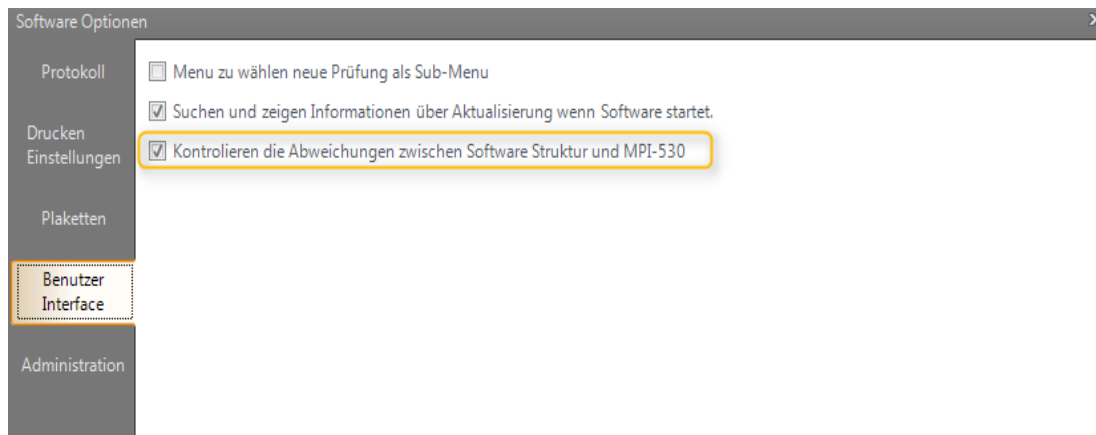 Software Optionen
Protokoll
Menu zu wählen neue Prüfung als Sub-Menu
Suchen und zeigen Informationen über Aktualisierung wenn Software startet.
Drucken
Einstellungen
Kontrolieren die Abweichungen zwischen Software Struktur und MPI-530
Plaketten
Benutzer
Interface
Administration